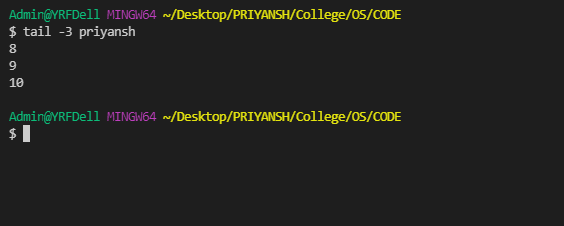 Admin@YRFDell MINGW64 ~/Desktop/PRIYANSH/College/OS/CODE
$ tail -3 priyansh
8
9
10
Admin@YRFDell MINGW64 ~/Desktop/PRIYANSH/College/OS/CODE
$